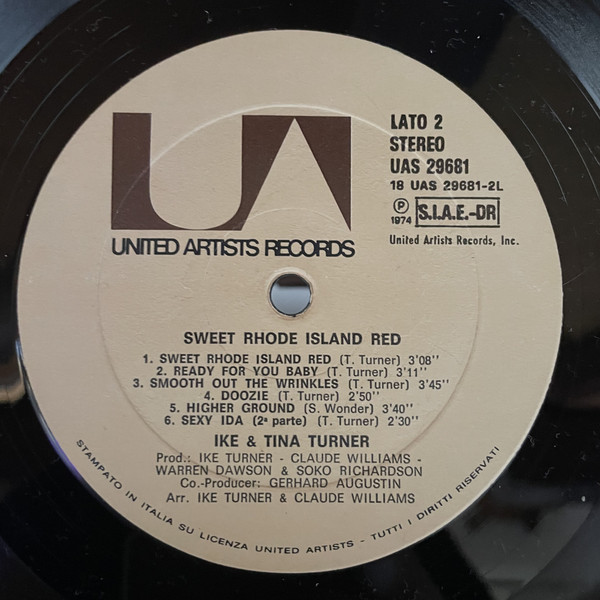 UA
UNITED ARTISTS RECORDS
LATO 2
STEREO
UAS 29681
18 UAS 29681-2L
Ⓟ 1974 S.I.A.E.-DR
United Artists Records, Inc.
SWEET RHODE ISLAND RED
1. SWEET RHODE ISLAND RED (T. Turner) 3'08''
2. READY FOR YOU BABY (T. Turner) 3'11''
3. SMOOTH OUT THE WRINKLES (T. Turner) 3'45''
4. DOOZIE (T. Turner) 2'50''
5. HIGHER GROUND (S. Wonder) 3'40''
6. SEXY IDA (2ª parte) (T. Turner) 2'30''
IKE & TINA TURNER
Prod.: IKE TURNER - CLAUDE WILLIAMS -
WARREN DAWSON & SOKO RICHARDSON
Co.-Producer: GERHARD AUGUSTIN
Arr. IKE TURNER & CLAUDE WILLIAMS
STAMPATO IN ITALIA SU LICENZA UNITED ARTISTS - TUTTI I DIRITTI RISERVATI